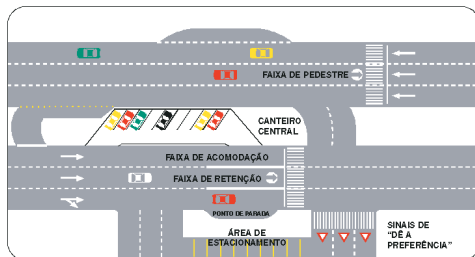 FAIXA DE PEDESTRE
CANTEIRO
CENTRAL
FAIXA DE ACOMODAÇÃO
FAIXA DE RETENÇÃO
PONTO DE PARADA
ÁREA DE
ESTACIONAMENTO
SINAIS DE
“DÊ A
PREFERÊNCIA”